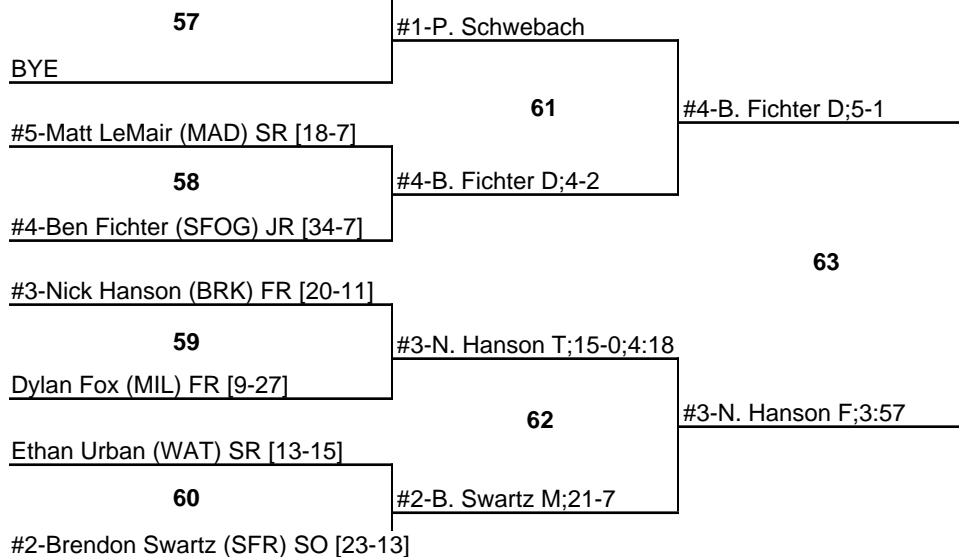 57
#1-P. Schwebach
BYE
61
#4-B. Fichter D;5-1
#5-Matt LeMair (MAD) SR [18-7]
58
#4-B. Fichter D;4-2
#4-Ben Fichter (SFOG) JR [34-7]
63
#3-Nick Hanson (BRK) FR [20-11]
59
#3-N. Hanson T;15-0;4:18
Dylan Fox (MIL) FR [9-27]
62
#3-N. Hanson F;3:57
Ethan Urban (WAT) SR [13-15]
60
#2-B. Swartz M;21-7
#2-Brendon Swartz (SFR) SO [23-13]